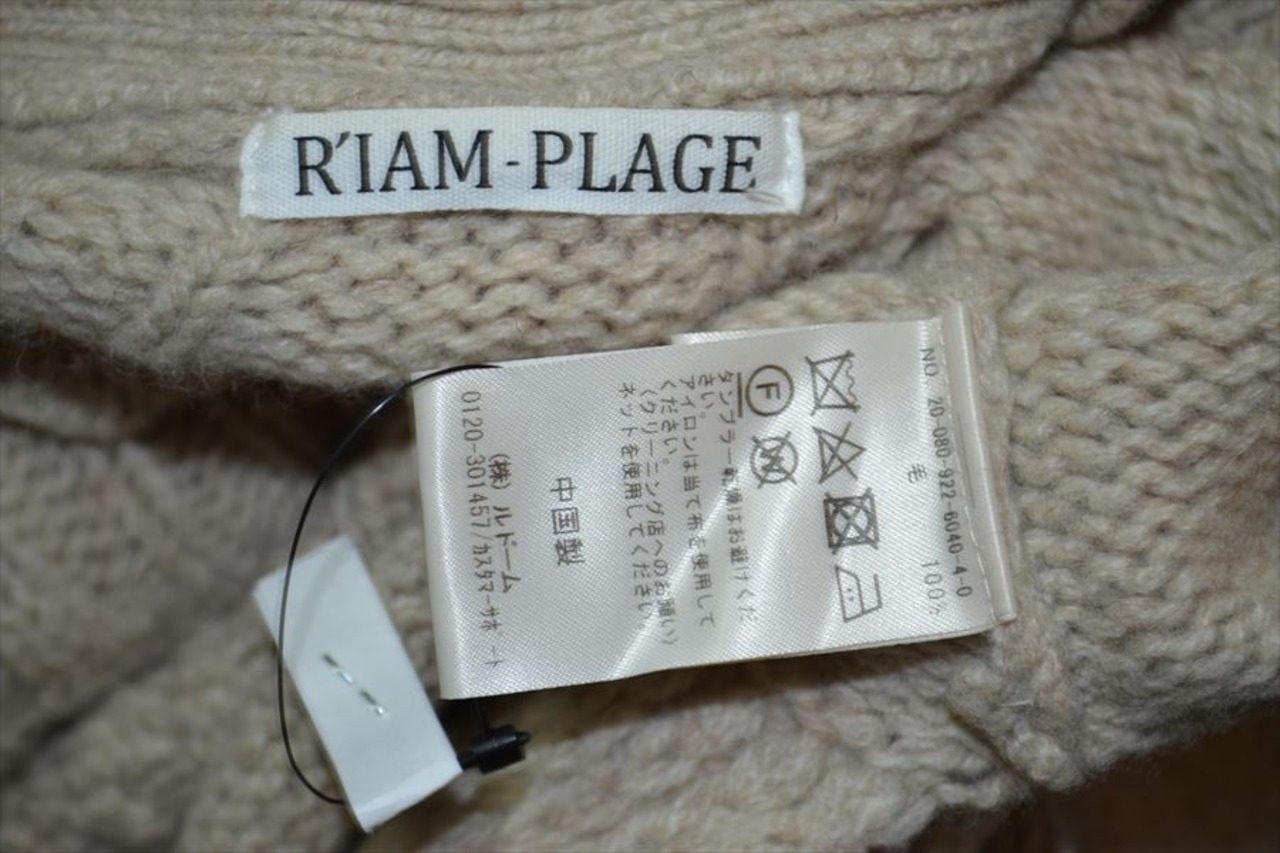 R'IAM-PLAGE
NO. 20-080-922-6040-4-0
毛 100%
F
W
タンブラー乾燥はお避けくだ
さい。
アイロンは当て布を使用して
ください。
(クリーニング店へのお願い)
ネットを使用してください
中国製
(株)ルドーム
0120-301457/カスタマーサポート